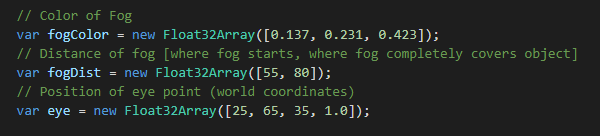 // Color of Fog
var fogColor = new Float32Array([0.137, 0.231, 0.423]);
// Distance of fog [where fog starts, where fog completely covers object]
var fogDist = new Float32Array([55, 80]);
// Position of eye point (world coordinates)
var eye = new Float32Array([25, 65, 35, 1.0]);